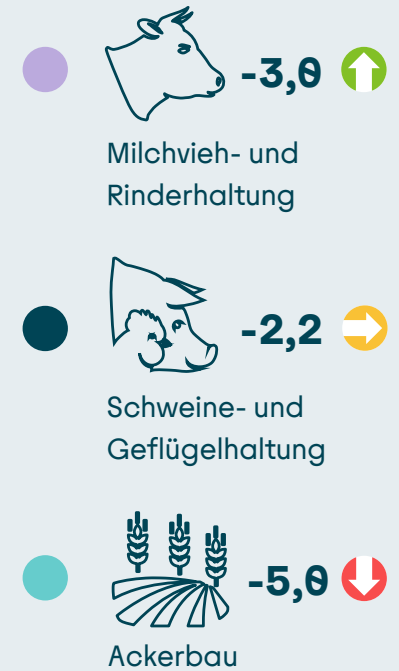 -3,0
Milchvieh- und
Rinderhaltung
-2,2
Schweine- und
Geflügelhaltung
-5,0
Ackerbau